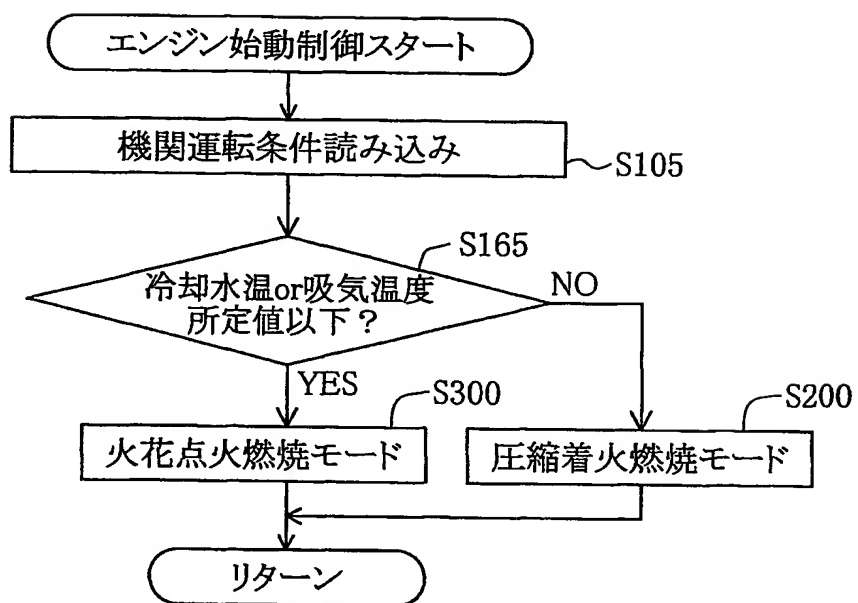 エンジン始動制御スタート
機関運転条件読み込み
S105
S165
冷却水温or吸気温度
所定値以下？
NO
YES
S300
火花点火燃焼モード
S200
圧縮着火燃焼モード
リターン